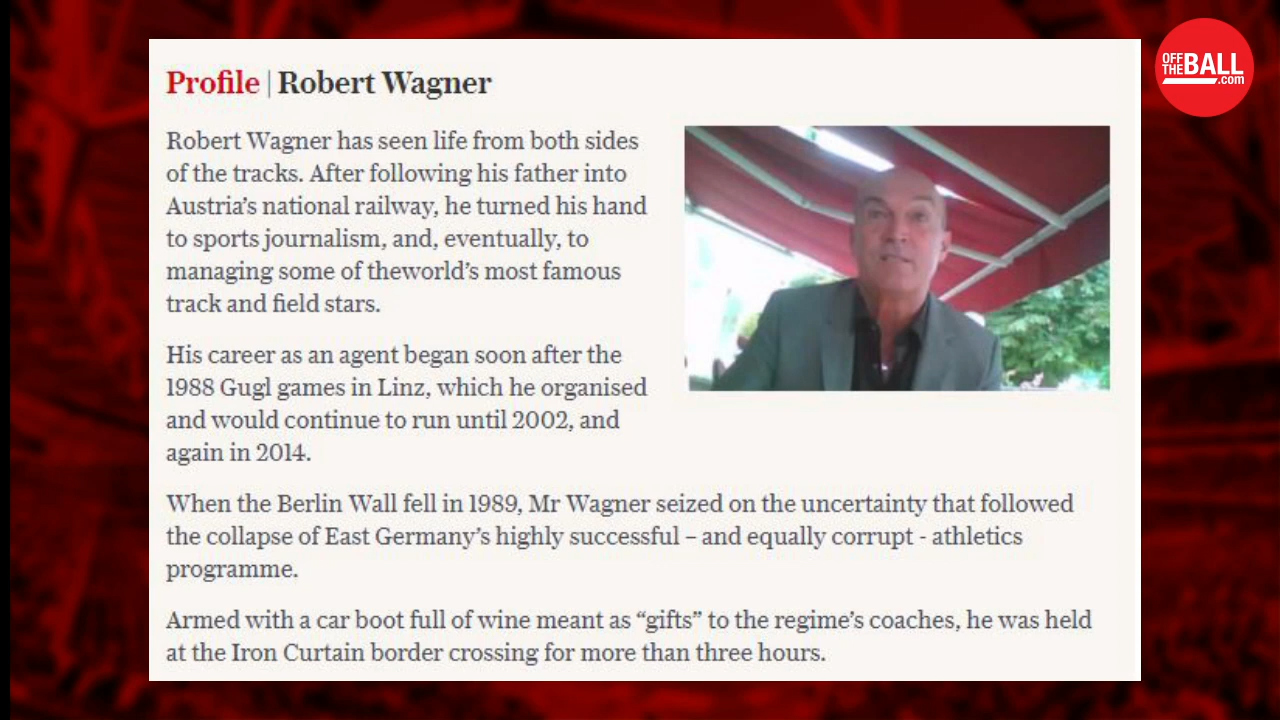 OFF
THE BALL
.com
Profile | Robert Wagner
Robert Wagner has seen life from both sides
of the tracks. After following his father into
Austria’s national railway, he turned his hand
to sports journalism, and, eventually, to
managing some of theworld’s most famous
track and field stars.
His career as an agent began soon after the
1988 Gugl games in Linz, which he organised
and would continue to run until 2002, and
again in 2014.
When the Berlin Wall fell in 1989, Mr Wagner seized on the uncertainty that followed
the collapse of East Germany’s highly successful – and equally corrupt - athletics
programme.
Armed with a car boot full of wine meant as “gifts” to the regime’s coaches, he was held
at the Iron Curtain border crossing for more than three hours.